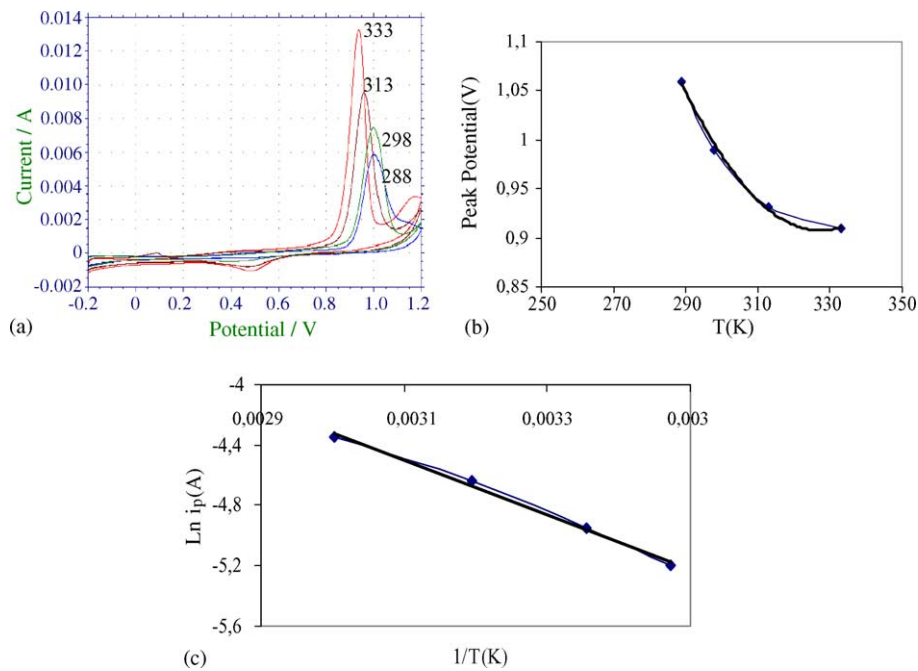 0.014
0.012
0.010
0.008
0.006
0.004
0.002
0
-0.002
Current / A
333
313
298
288
-0.2 0 0.2 0.4 0.6 0.8 1.0 1.2
Potential / V
(a)
1,1
1,05
1
0,95
0,9
0,85
Peak Potential(V)
250 270 290 310 330 350
T(K)
(b)
-4
-4,4
-4,8
-5,2
-5,6
Ln ip(A)
0,0029 0,0031 0,0033 0,003
1/T(K)
(c)